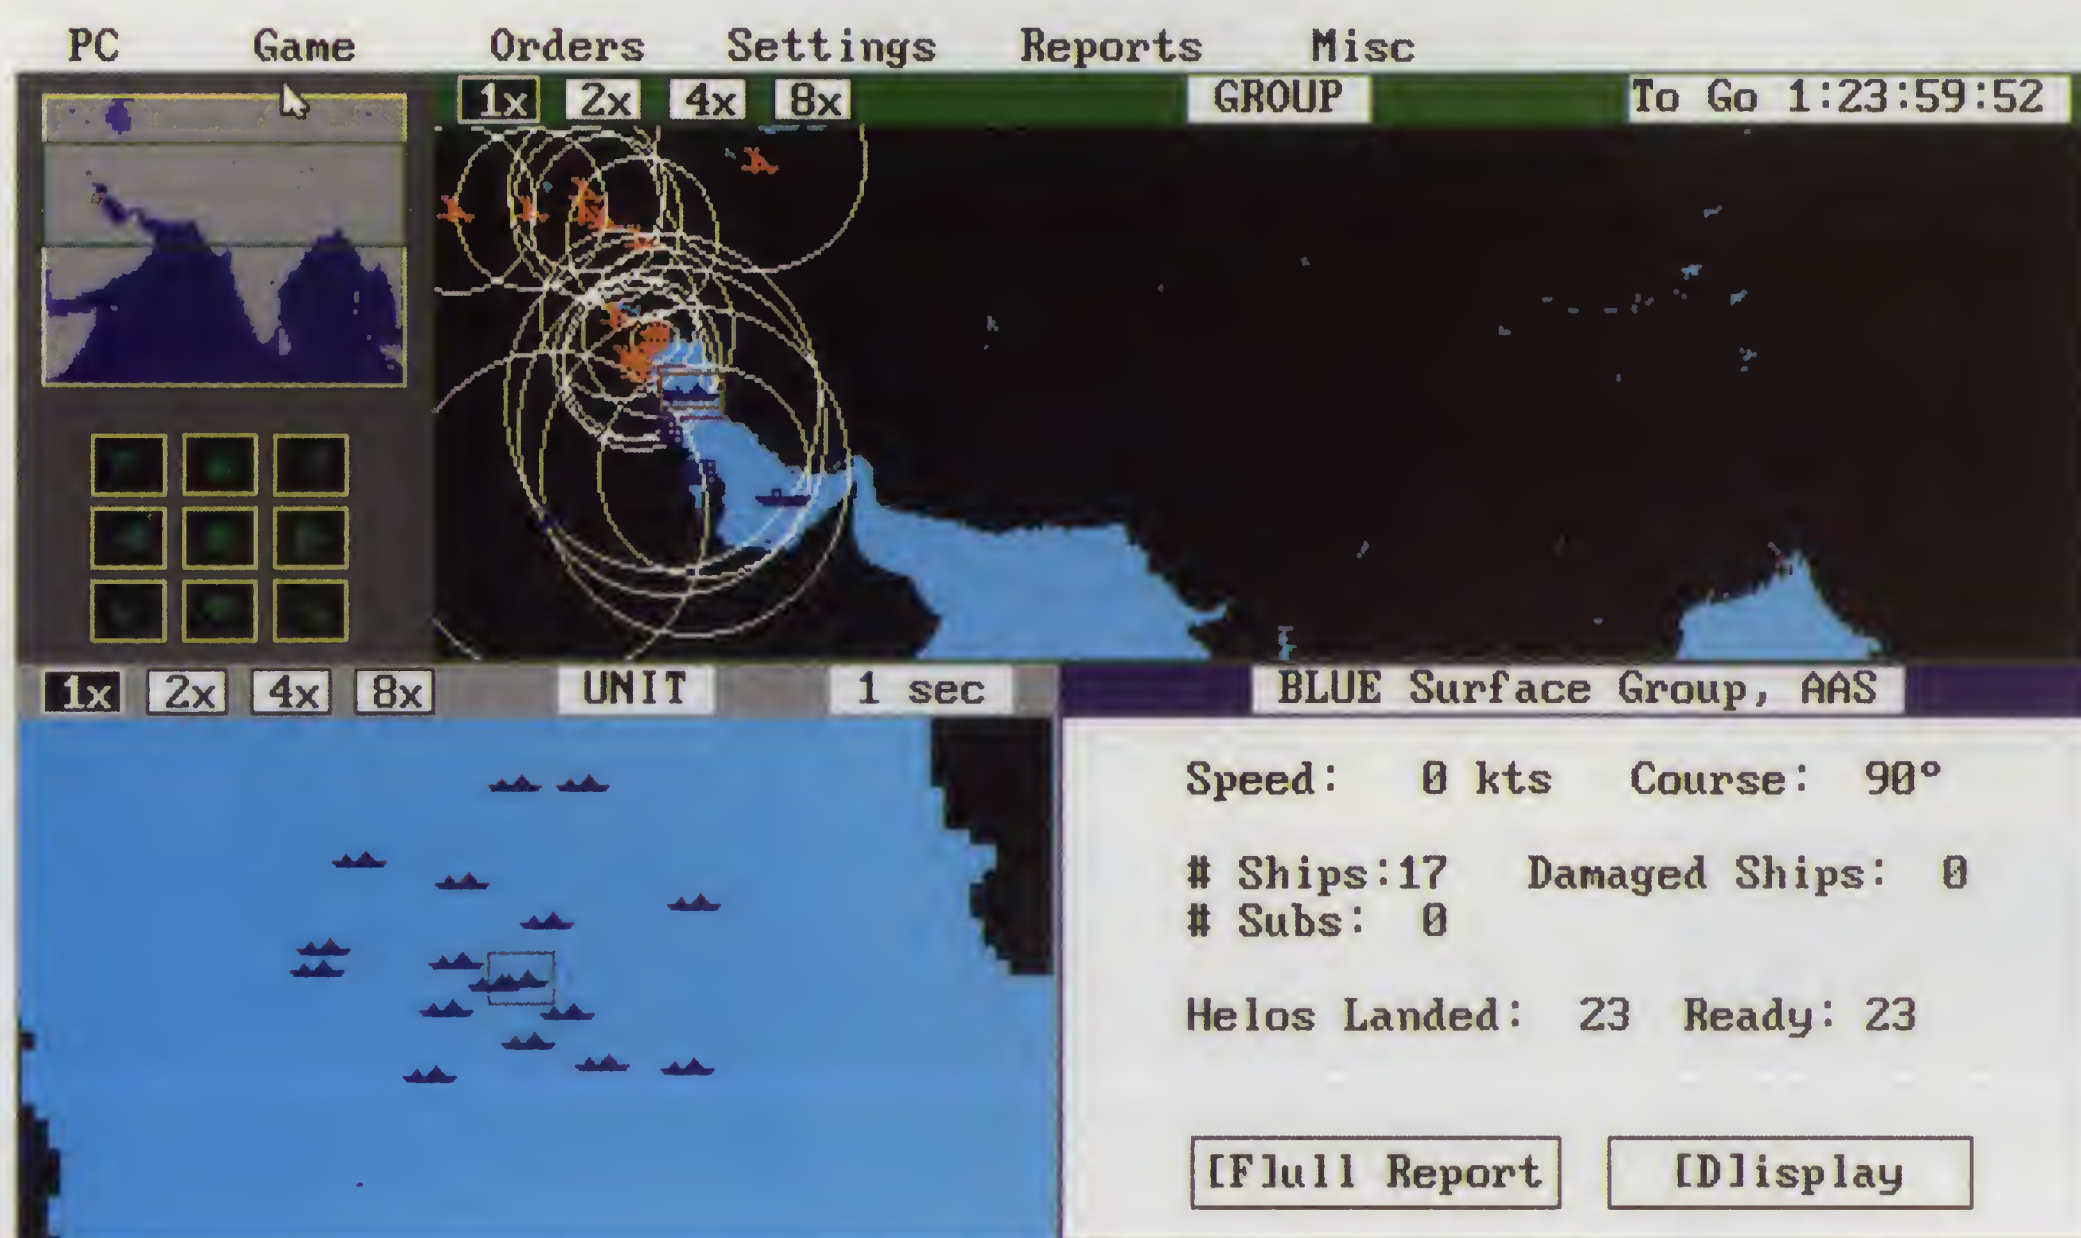 PC Game Orders Settings Reports Misc
1x 2x 4x 8x GROUP To Go 1:23:59:52
1x 2x 4x 8x UNIT 1 sec BLUE Surface Group, AAS
Speed: 0 kts Course: 90°
# Ships:17 Damaged Ships: 0
# Subs: 0
Helos Landed: 23 Ready: 23
[F]ull Report [D]isplay